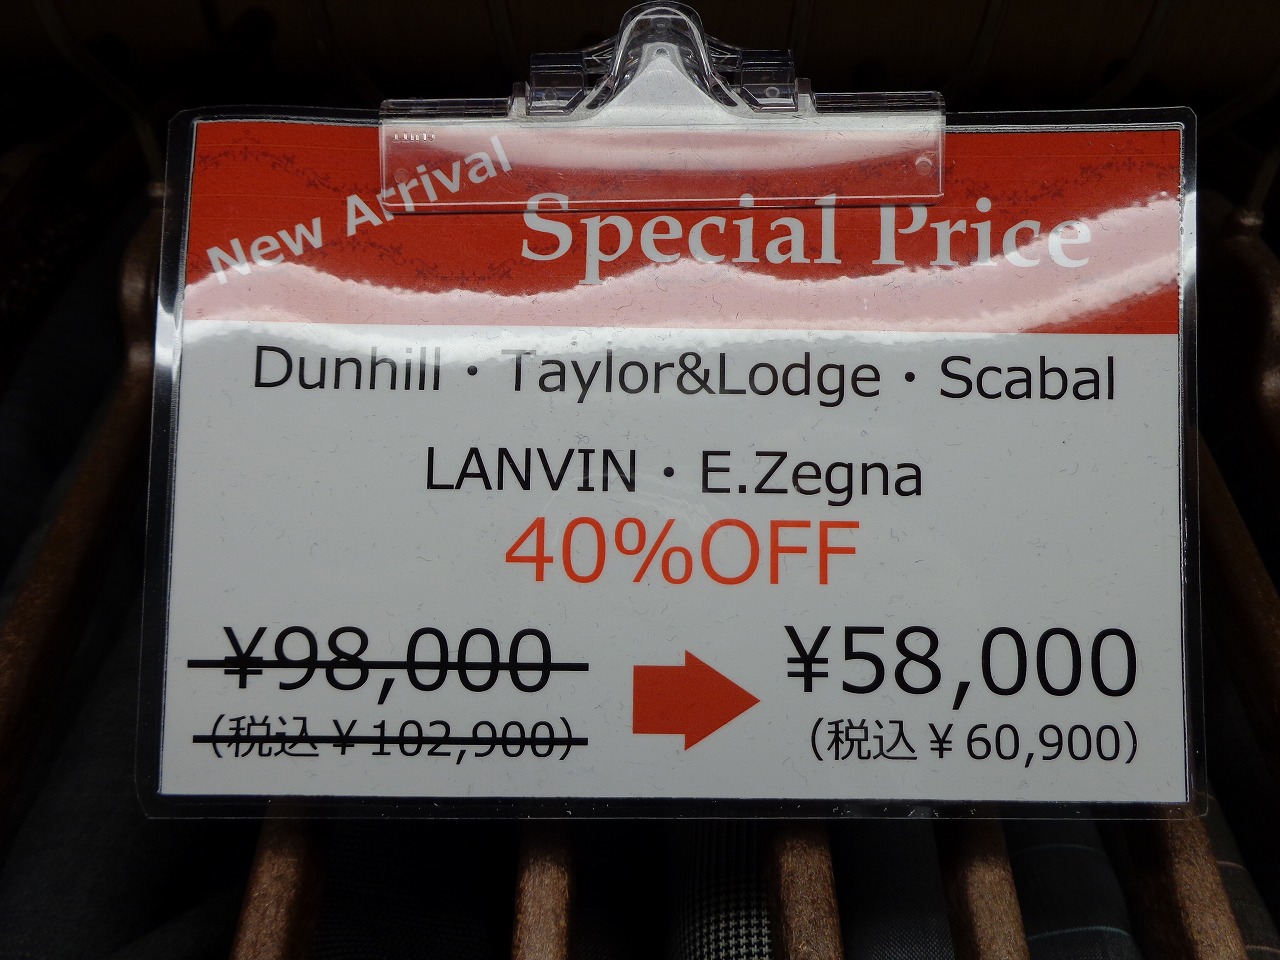 New Arrival
Special Price
Dunhill・Taylor&Lodge・Scabal
LANVIN・E.Zegna
40%OFF
¥98,000
(税込¥102,900)
¥58,000
(税込¥60,900)